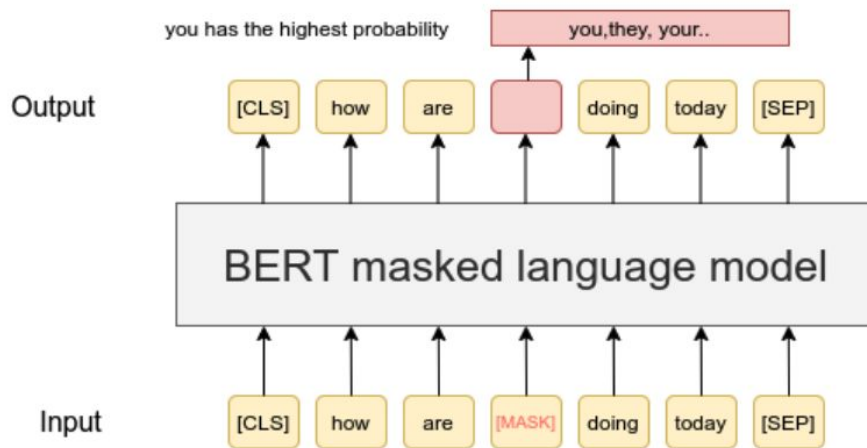 you has the highest probability you,they, your..
Output [CLS] how are doing today [SEP]
BERT masked language model
Input [CLS] how are [MASK] doing today [SEP]